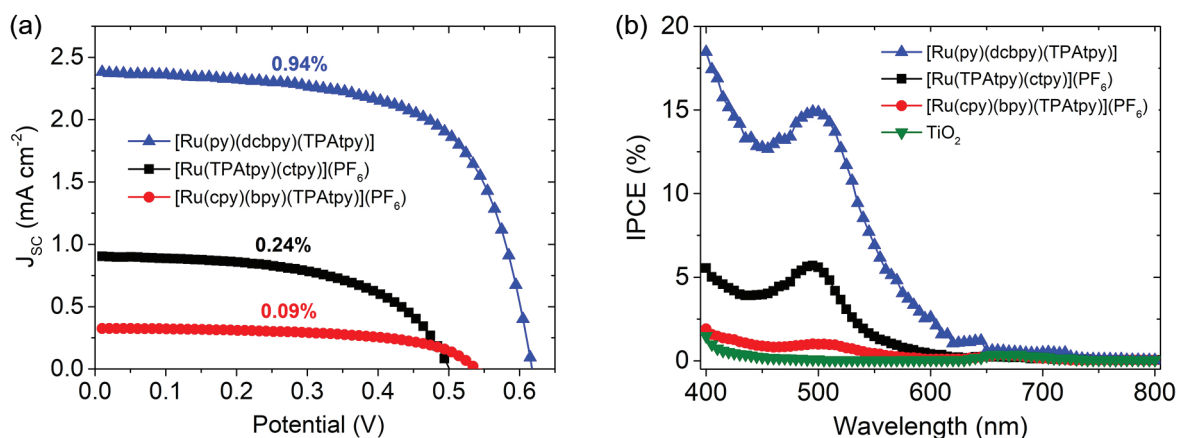 (a)
0.94%
[Ru(py)(dcbpy)(TPAtpy)]
[Ru(TPAtpy)(ctpy)](PF6)
[Ru(cpy)(bpy)(TPAtpy)](PF6)
0.24%
0.09%
2.5
2.0
1.5
1.0
0.5
0.0
JSC (mA cm-2)
0.0 0.1 0.2 0.3 0.4 0.5 0.6
Potential (V)
(b)
[Ru(py)(dcbpy)(TPAtpy)]
[Ru(TPAtpy)(ctpy)](PF6)
[Ru(cpy)(bpy)(TPAtpy)](PF6)
TiO2
20
15
10
5
0
IPCE (%)
400 500 600 700 800
Wavelength (nm)